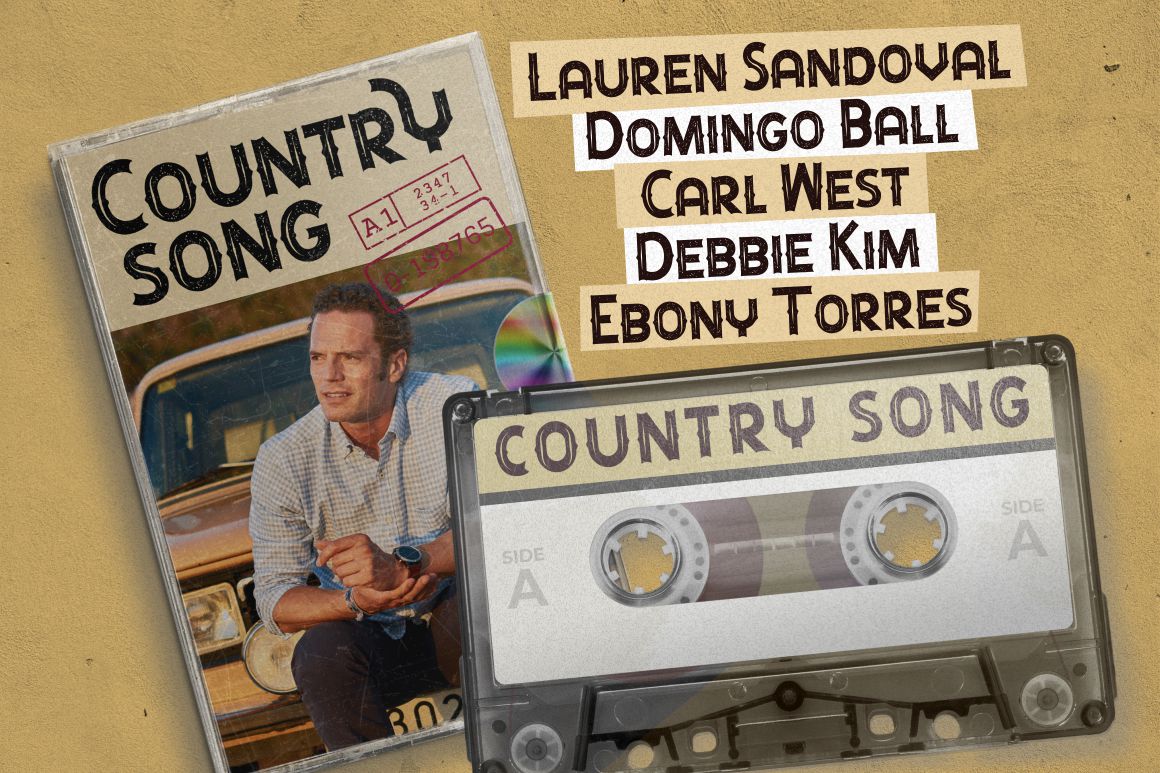 Country
song
A1
2347
34-1
0-138765
Lauren Sandoval
Domingo Ball
Carl West
Debbie Kim
Ebony Torres
COUNTRY SONG
SIDE
A
SIDE
A
302